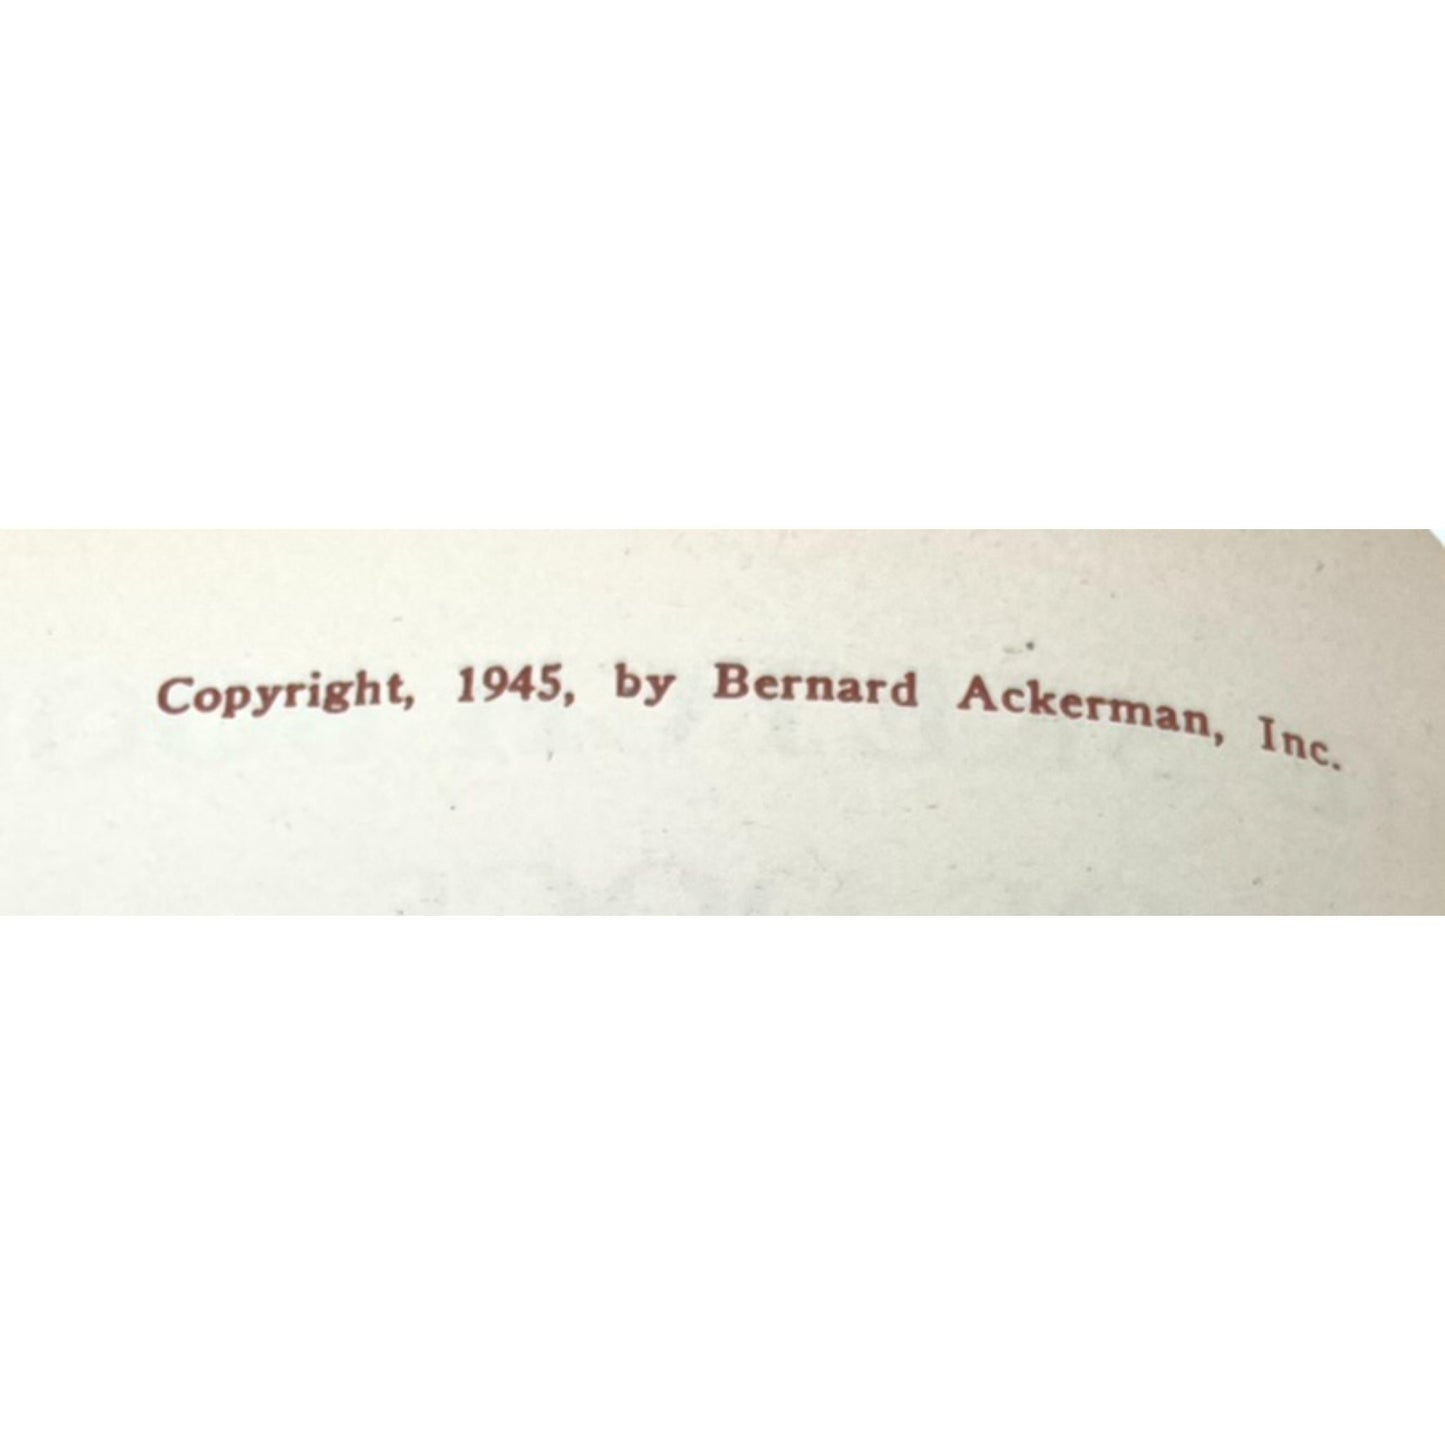 Copyright, 1945, by Bernard Ackerman, Inc.